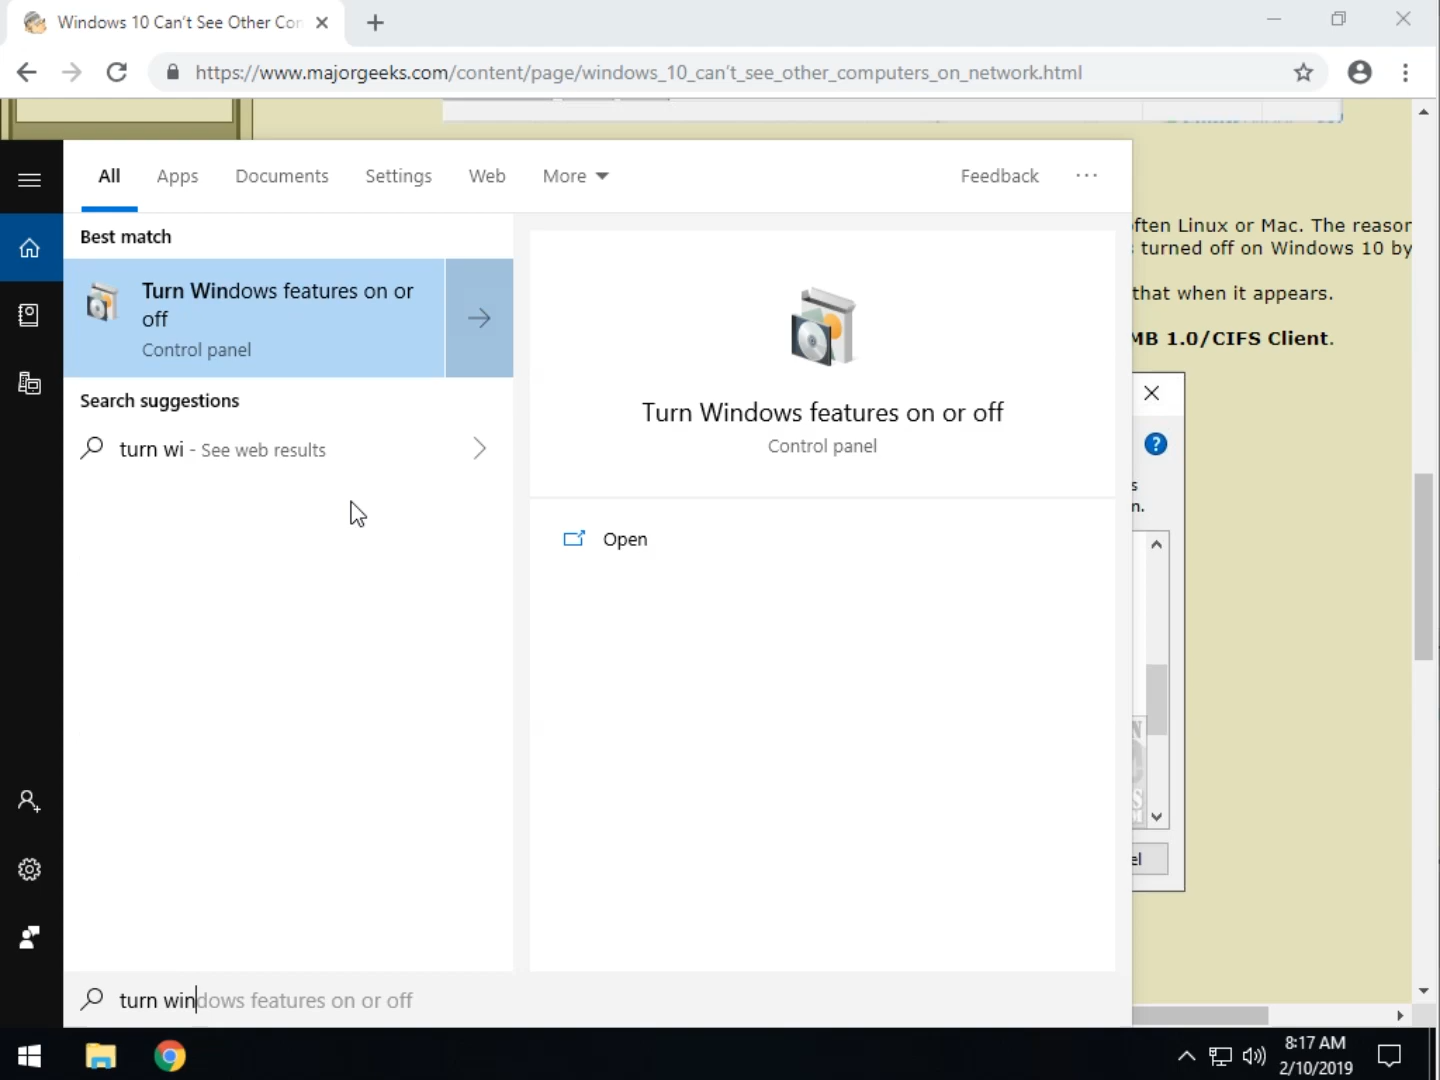 Windows 10 Can't See Other Con
https://www.majorgeeks.com/content/page/windows_10_can't_see_other_computers_on_network.html
All Apps Documents Settings Web More Feedback
Best match
Turn Windows features on or
off
Control panel
Search suggestions
turn wi - See web results
Turn Windows features on or off
Control panel
Open
ften Linux or Mac. The reason
turned off on Windows 10 by
that when it appears.
MB 1.0/CIFS Client.
?
s
n.
el
turn windows features on or off
8:17 AM
2/10/2019